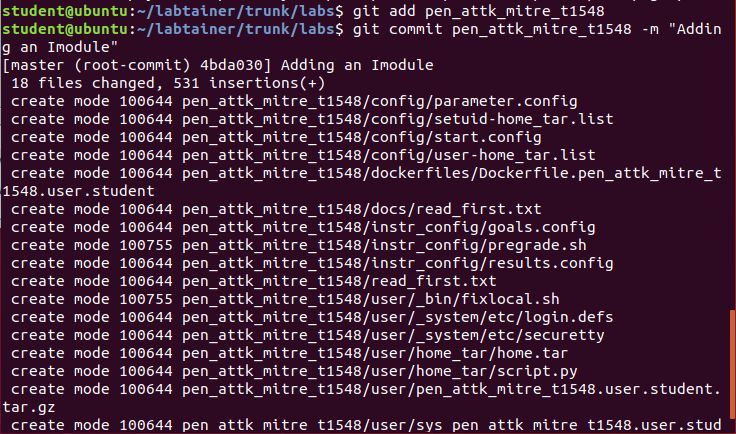 student@ubuntu:~/labtainer/trunk/labs$ git add pen_attk_mitre_t1548
student@ubuntu:~/labtainer/trunk/labs$ git commit pen_attk_mitre_t1548 -m "Addin
g an Imodule"
[master (root-commit) 4bda030] Adding an Imodule
 18 files changed, 531 insertions(+)
 create mode 100644 pen_attk_mitre_t1548/config/parameter.config
 create mode 100644 pen_attk_mitre_t1548/config/setuid-home_tar.list
 create mode 100644 pen_attk_mitre_t1548/config/start.config
 create mode 100644 pen_attk_mitre_t1548/config/user-home_tar.list
 create mode 100644 pen_attk_mitre_t1548/dockerfiles/Dockerfile.pen_attk_mitre_t
1548.user.student
 create mode 100644 pen_attk_mitre_t1548/docs/read_first.txt
 create mode 100644 pen_attk_mitre_t1548/instr_config/goals.config
 create mode 100755 pen_attk_mitre_t1548/instr_config/pregrade.sh
 create mode 100644 pen_attk_mitre_t1548/instr_config/results.config
 create mode 100644 pen_attk_mitre_t1548/read_first.txt
 create mode 100755 pen_attk_mitre_t1548/user/_bin/fixlocal.sh
 create mode 100644 pen_attk_mitre_t1548/user/_system/etc/login.defs
 create mode 100644 pen_attk_mitre_t1548/user/_system/etc/securetty
 create mode 100644 pen_attk_mitre_t1548/user/home_tar/home.tar
 create mode 100644 pen_attk_mitre_t1548/user/home_tar/script.py
 create mode 100644 pen_attk_mitre_t1548/user/pen_attk_mitre_t1548.user.student.
tar.gz
 create mode 100644 pen_attk_mitre_t1548/user/sys_pen_attk_mitre_t1548.user.stud